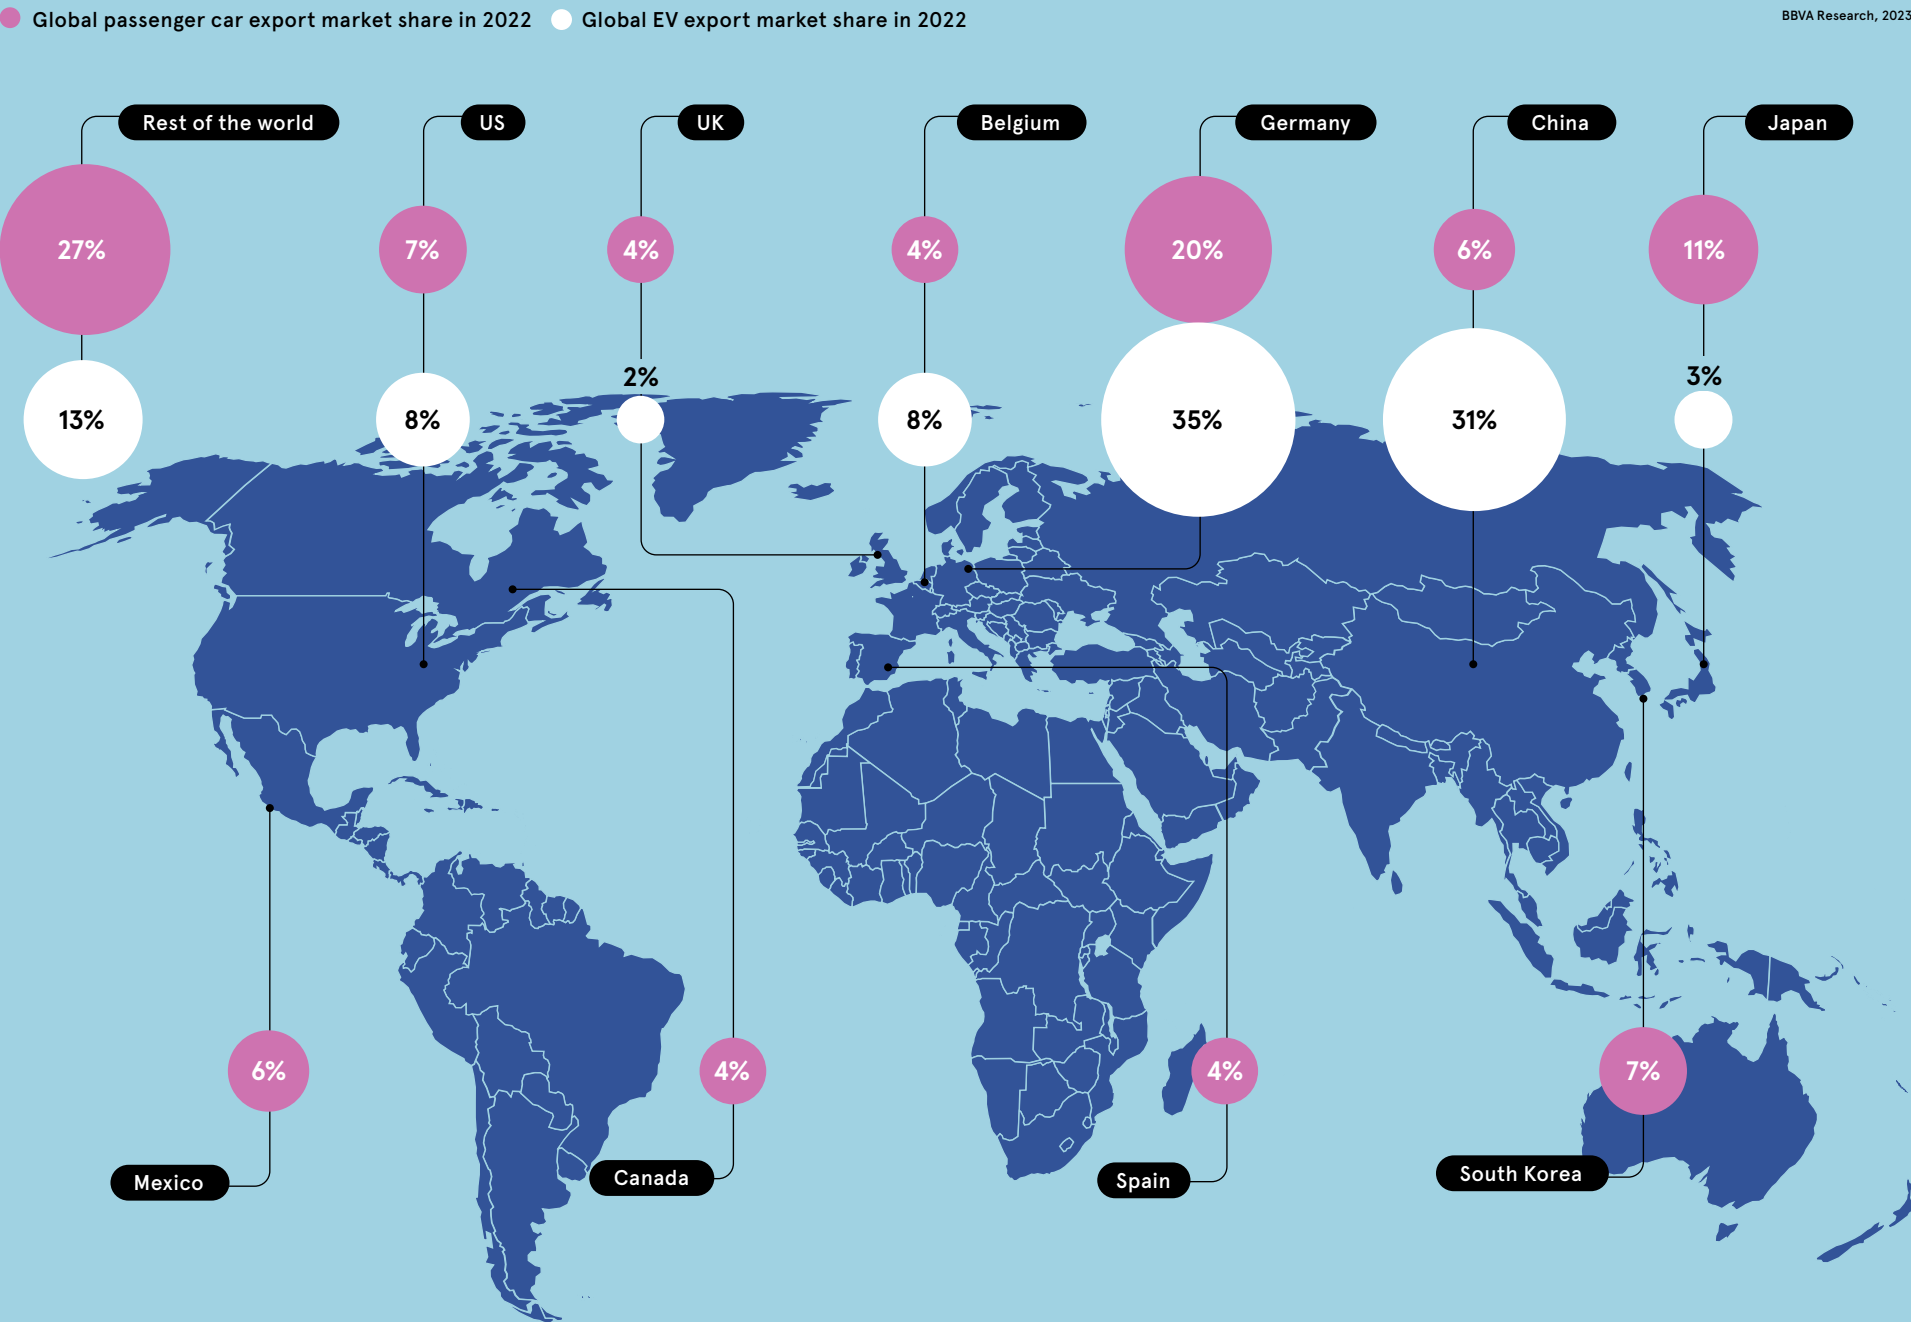 Global passenger car export market share in 2022
Global EV export market share in 2022
BBVA Research, 2023
Rest of the world
US
UK
Belgium
Germany
China
Japan
27%
7%
4%
4%
20%
6%
11%
13%
8%
2%
8%
35%
31%
3%
6%
4%
4%
7%
Mexico
Canada
Spain
South Korea